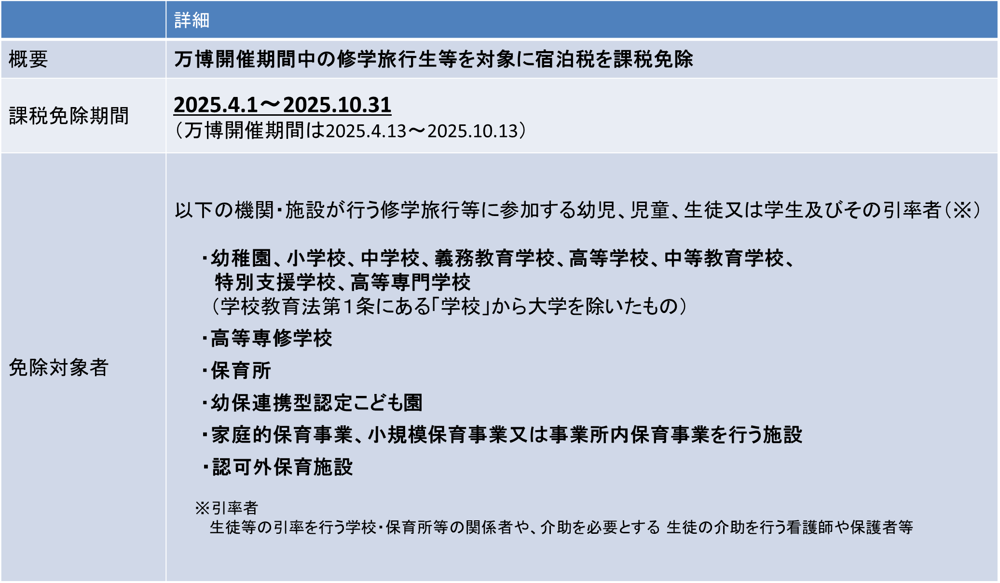 詳細
概要
万博開催期間中の修学旅行生等を対象に宿泊税を課税免除
課税免除期間
2025.4.1～2025.10.31
（万博開催期間は2025.4.13～2025.10.13）
免除対象者
以下の機関・施設が行う修学旅行等に参加する幼児、児童、生徒又は学生及びその引率者（※）
・幼稚園、小学校、中学校、義務教育学校、高等学校、中等教育学校、
特別支援学校、高等専門学校
（学校教育法第１条にある「学校」から大学を除いたもの）
・高等専修学校
・保育所
・幼保連携型認定こども園
・家庭的保育事業、小規模保育事業又は事業所内保育事業を行う施設
・認可外保育施設
※引率者
生徒等の引率を行う学校・保育所等の関係者や、介助を必要とする 生徒の介助を行う看護師や保護者等